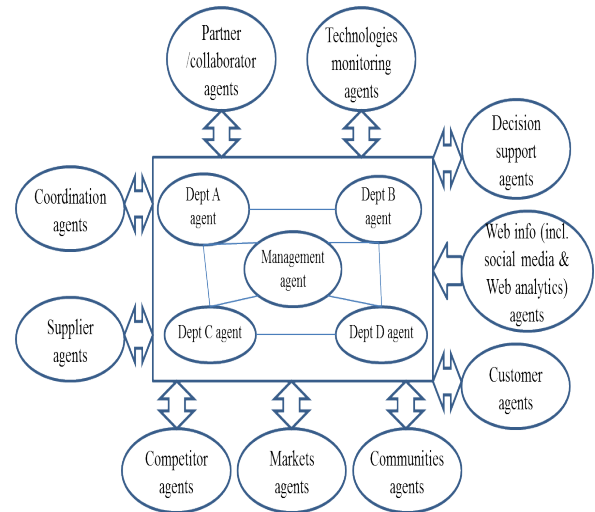 Partner
/collaborator
agents
Technologies
monitoring
agents
Decision
support
agents
Coordination
agents
Dept A
agent
Dept B
agent
Management
agent
Web info (incl.
social media &
Web analytics)
agents
Supplier
agents
Dept C agent
Dept D agent
Customer
agents
Competitor
agents
Markets
agents
Communities
agents